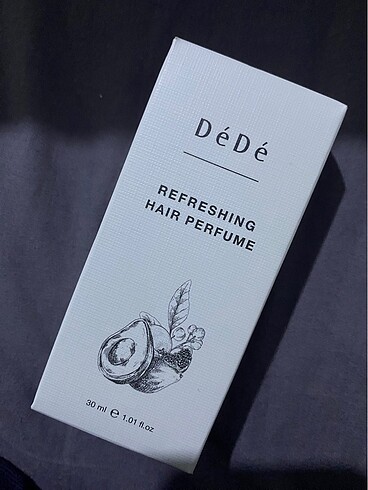 DéDé
REFRESHING
HAIR PERFUME
30 ml ℮ 1.01 fl.oz